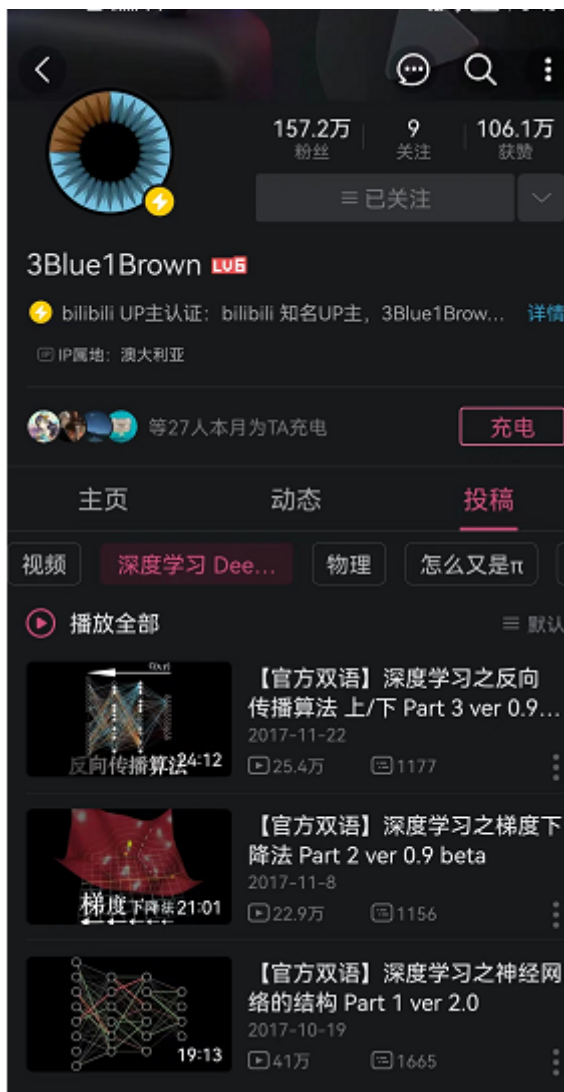 157.2万
9
106.1万
粉丝
关注
获赞
已关注
3Blue1Brown LV6
bilibili UP主认证：bilibili 知名UP主，3Blue1Brow... 详情
IP属地：澳大利亚
等27人本月为TA充电
充电
主页
动态
投稿
视频
深度学习 Dee...
物理
怎么又是π
播放全部
默认
【官方双语】深度学习之反向
传播算法 上/下 Part 3 ver 0.9...
2017-11-22
反向传播算法
24:12
25.4万
1177
【官方双语】深度学习之梯度下
降法 Part 2 ver 0.9 beta
2017-11-8
梯度下降法
21:01
22.9万
1156
【官方双语】深度学习之神经网
络的结构 Part 1 ver 2.0
2017-10-19
19:13
41万
1665